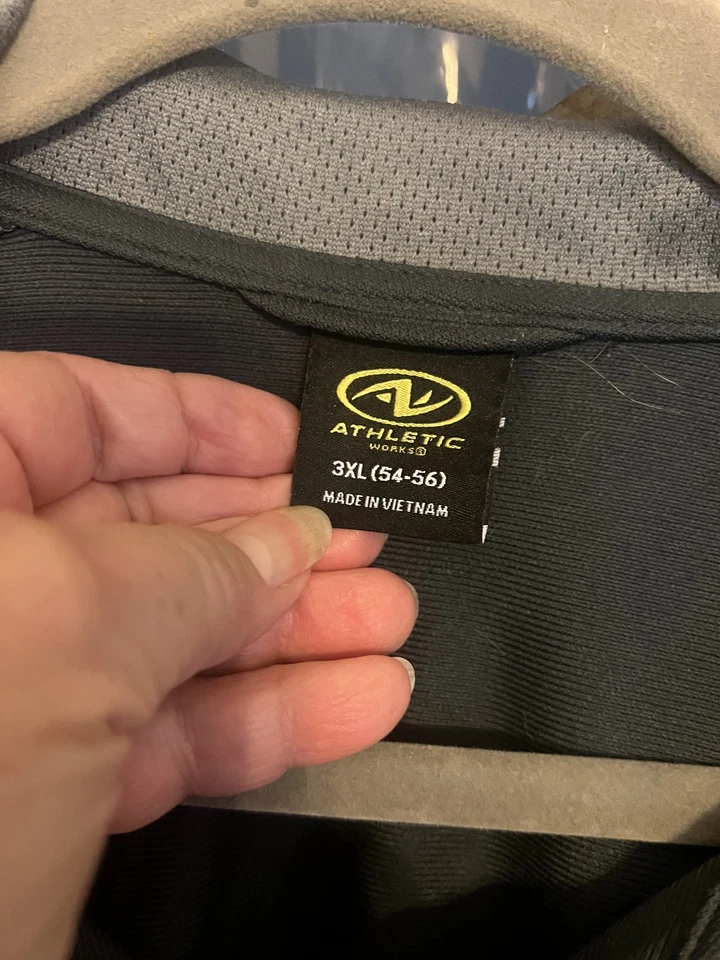 ATHLETIC
WORKS®
3XL (54-56)
MADE IN VIETNAM